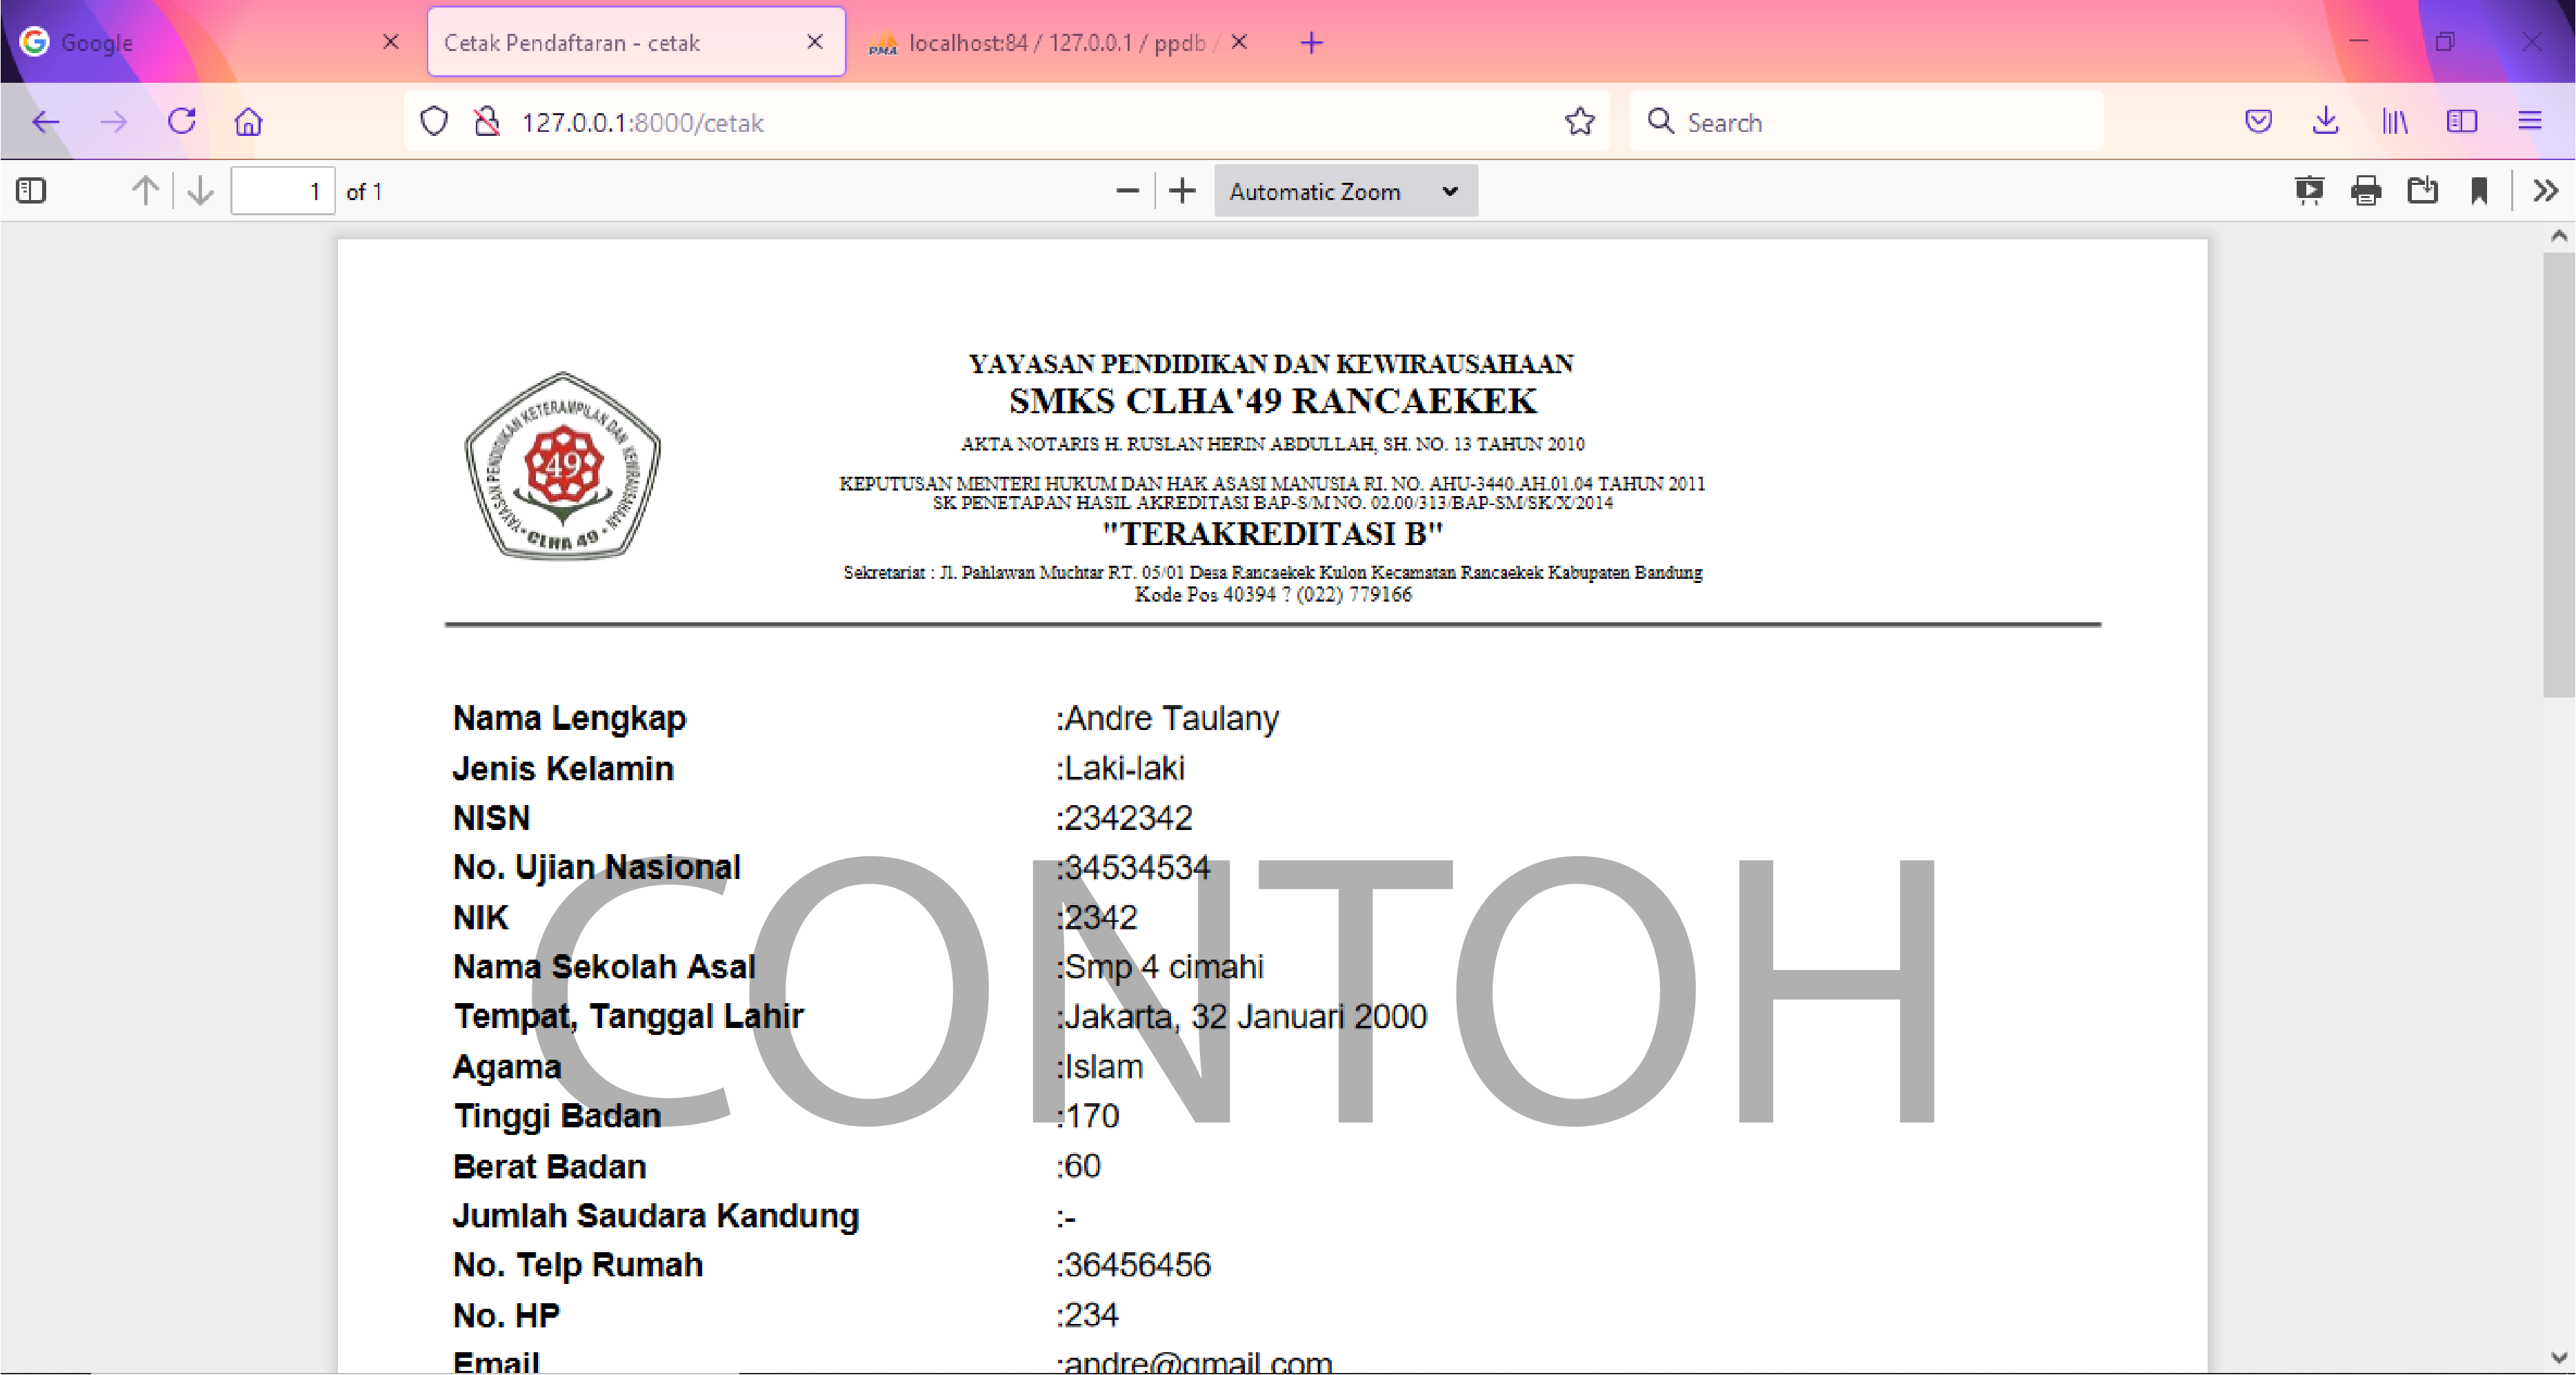 Google
Cetak Pendaftaran - cetak
PMA localhost:84 / 127.0.0.1 / ppdb /
127.0.0.1:8000/cetak
Search
1 of 1
Automatic Zoom
YAYASAN PENDIDIKAN DAN KEWIRAUSAHAAN
SMKS CLHA'49 RANCAEKEK
AKTA NOTARIS H. RUSLAN HERIN ABDULLAH, SH. NO. 13 TAHUN 2010
KEPUTUSAN MENTERI HUKUM DAN HAK ASASI MANUSIA RI. NO. AHU-3440.AH.01.04 TAHUN 2011
SK PENETAPAN HASIL AKREDITASI BAP-S/M NO. 02.00/313/BAP-SM/SK/X/2014
"TERAKREDITASI B"
Sekretariat : Jl. Pahlawan Muchtar RT. 05/01 Desa Rancaekek Kulon Kecamatan Rancaekek Kabupaten Bandung
Kode Pos 40394 ? (022) 779166
YAYASAN PENDIDIKAN KETERAMPILAN DAN KEWIRAUSAHAAN
49
CLHA 49
Nama Lengkap :Andre Taulany
Jenis Kelamin :Laki-laki
NISN :2342342
No. Ujian Nasional :34534534
NIK :2342
Nama Sekolah Asal :Smp 4 cimahi
Tempat, Tanggal Lahir :Jakarta, 32 Januari 2000
Agama :Islam
Tinggi Badan :170
Berat Badan :60
Jumlah Saudara Kandung :-
No. Telp Rumah :36456456
No. HP :234
Email :andre@gmail.com
CONTOH